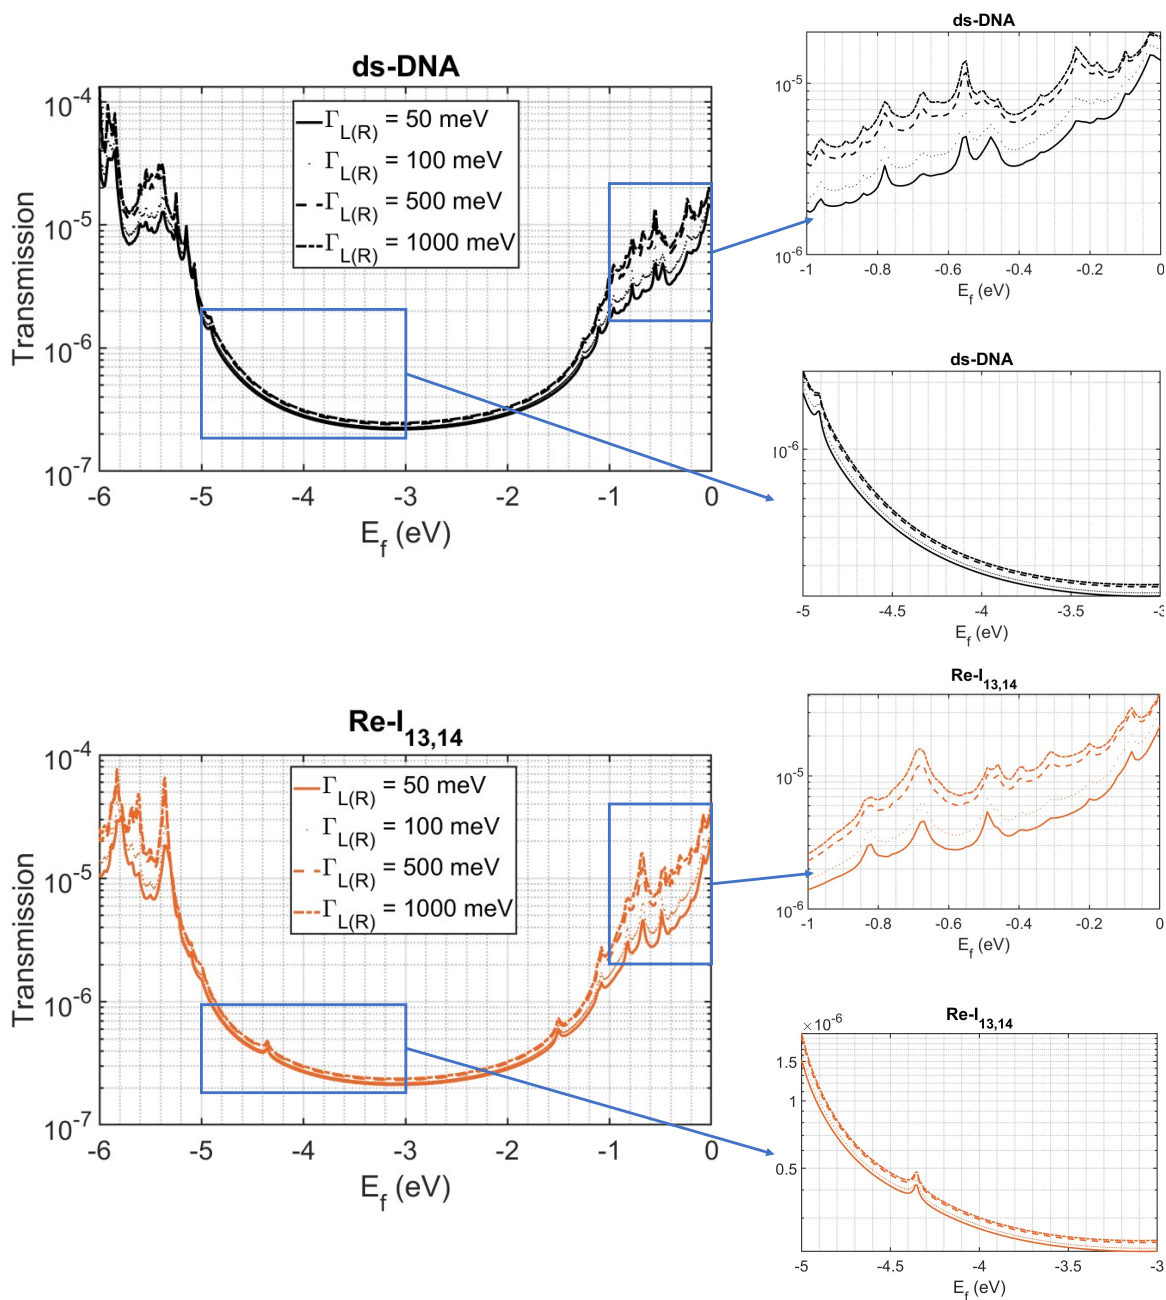 ds-DNA
Transmission
10^-4
10^-5
10^-6
10^-7
Γ_L(R) = 50 meV
Γ_L(R) = 100 meV
Γ_L(R) = 500 meV
Γ_L(R) = 1000 meV
-6 -5 -4 -3 -2 -1 0
E_f (eV)
ds-DNA
10^-5
10^-6
-1 -0.8 -0.6 -0.4 -0.2 0
E_f (eV)
ds-DNA
10^-6
-5 -4.5 -4 -3.5 -3
E_f (eV)
Re-I_13,14
Transmission
10^-4
10^-5
10^-6
10^-7
Γ_L(R) = 50 meV
Γ_L(R) = 100 meV
Γ_L(R) = 500 meV
Γ_L(R) = 1000 meV
-6 -5 -4 -3 -2 -1 0
E_f (eV)
Re-I_13,14
10^-5
10^-6
-1 -0.8 -0.6 -0.4 -0.2 0
E_f (eV)
Re-I_13,14
×10^-6
1.5
1
0.5
-5 -4.5 -4 -3.5 -3
E_f (eV)